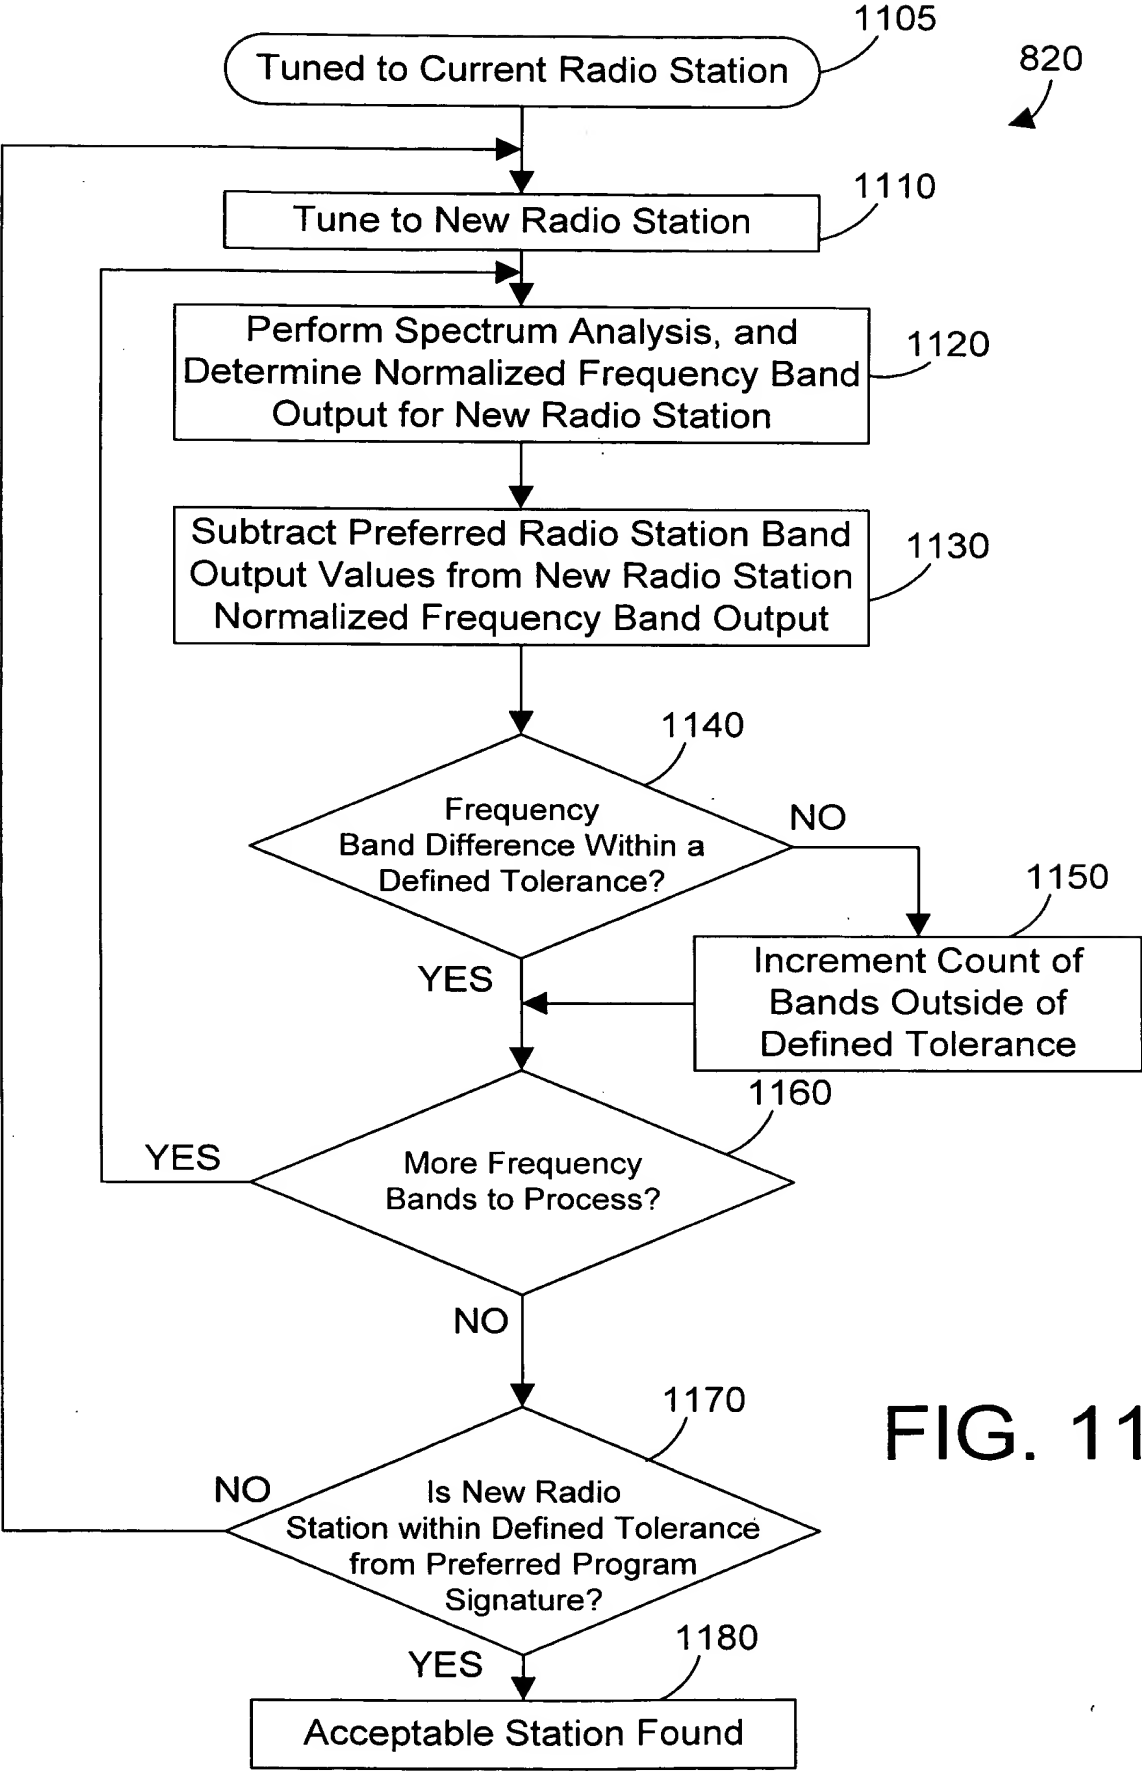 1105
Tuned to Current Radio Station
820
1110
Tune to New Radio Station
Perform Spectrum Analysis, and
Determine Normalized Frequency Band
Output for New Radio Station
1120
Subtract Preferred Radio Station Band
Output Values from New Radio Station
Normalized Frequency Band Output
1130
1140
Frequency
Band Difference Within a
Defined Tolerance?
NO
1150
YES
Increment Count of
Bands Outside of
Defined Tolerance
1160
YES
More Frequency
Bands to Process?
NO
1170
FIG. 11
NO
Is New Radio
Station within Defined Tolerance
from Preferred Program
Signature?
1180
YES
Acceptable Station Found